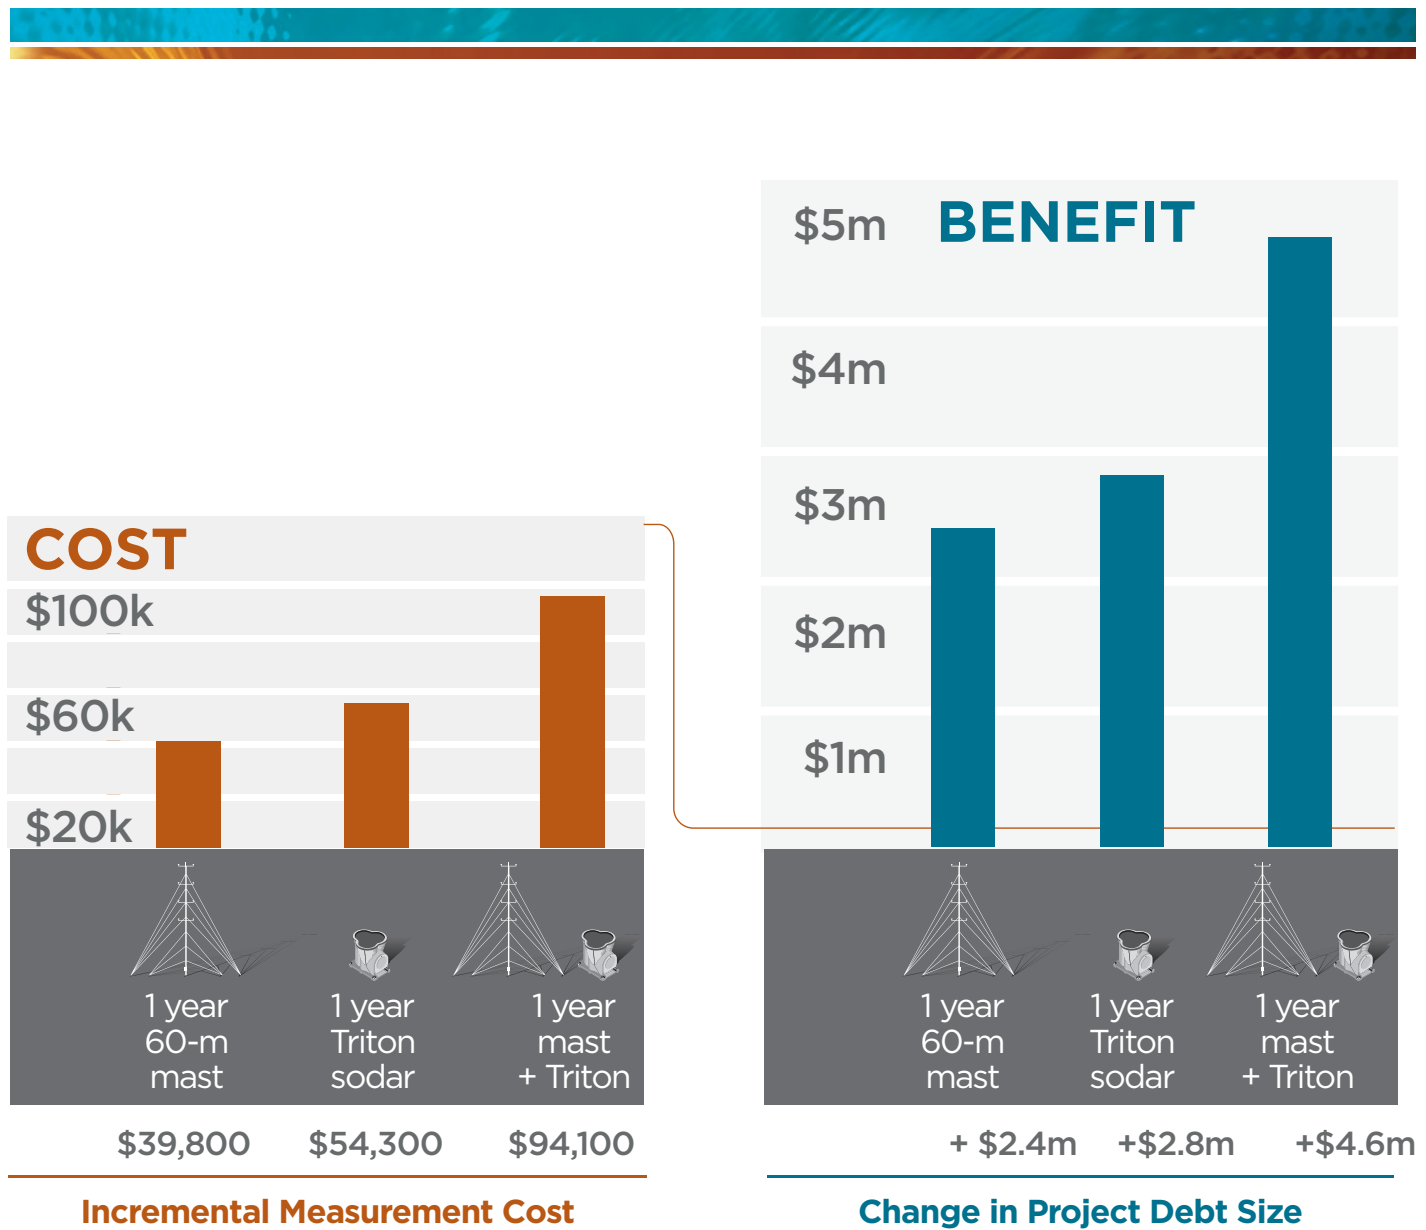 COST
$100k
$60k
$20k
1 year
60-m
mast
1 year
Triton
sodar
1 year
mast
+ Triton
$39,800
$54,300
$94,100
Incremental Measurement Cost
BENEFIT
$5m
$4m
$3m
$2m
$1m
1 year
60-m
mast
1 year
Triton
sodar
1 year
mast
+ Triton
+ $2.4m
+$2.8m
+$4.6m
Change in Project Debt Size